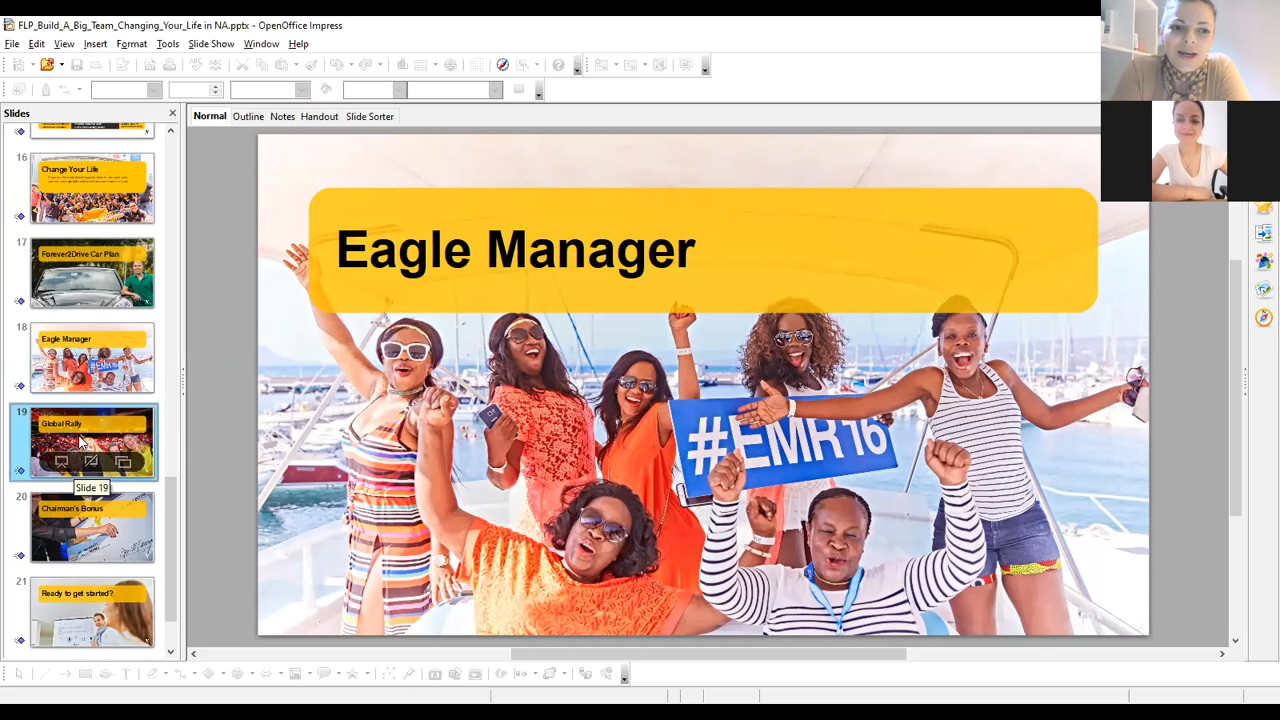 FLP_Build_A_Big_Team_Changing_Your_Life in NA.pptx - OpenOffice Impress
File Edit View Insert Format Tools Slide Show Window Help
Slides
Normal Outline Notes Handout Slide Sorter
16
Change Your Life
17
Forever2Drive Car Plan
18
Eagle Manager
19
Global Rally
Slide 19
20
Chairman's Bonus
21
Ready to get started?
Eagle Manager
#EMR16